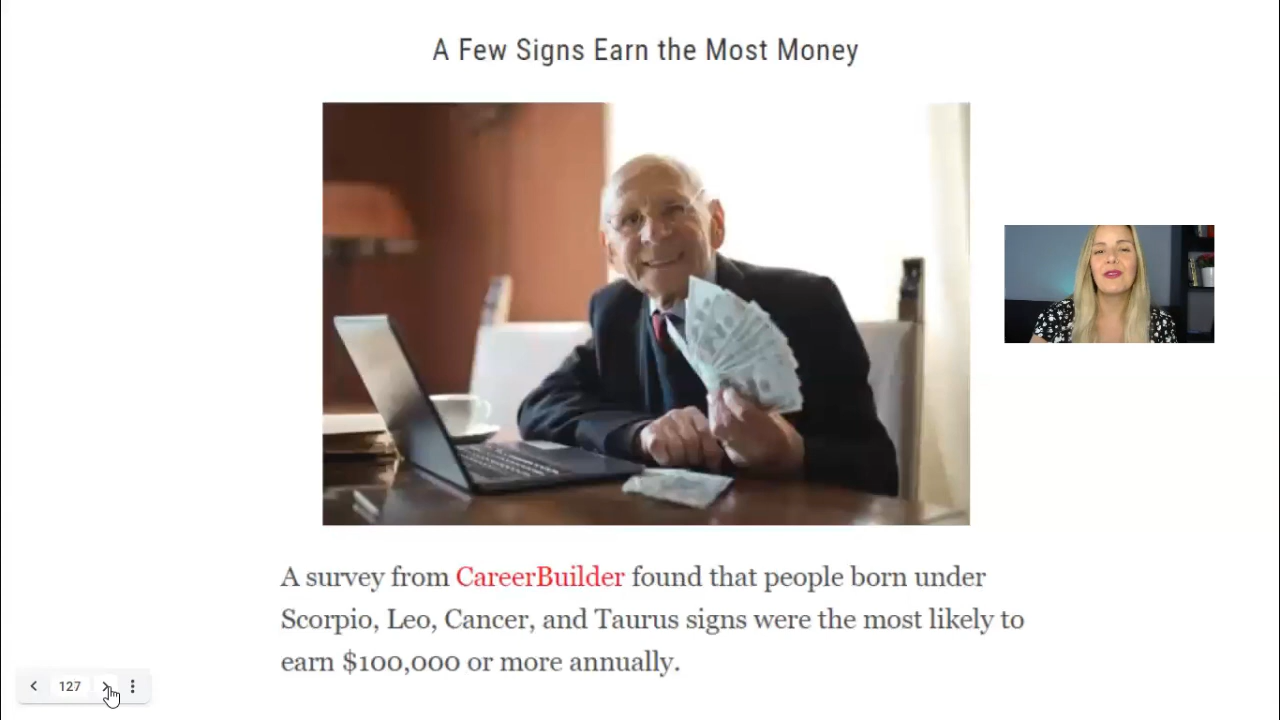 A Few Signs Earn the Most Money
A survey from CareerBuilder found that people born under
Scorpio, Leo, Cancer, and Taurus signs were the most likely to
earn $100,000 or more annually.
127